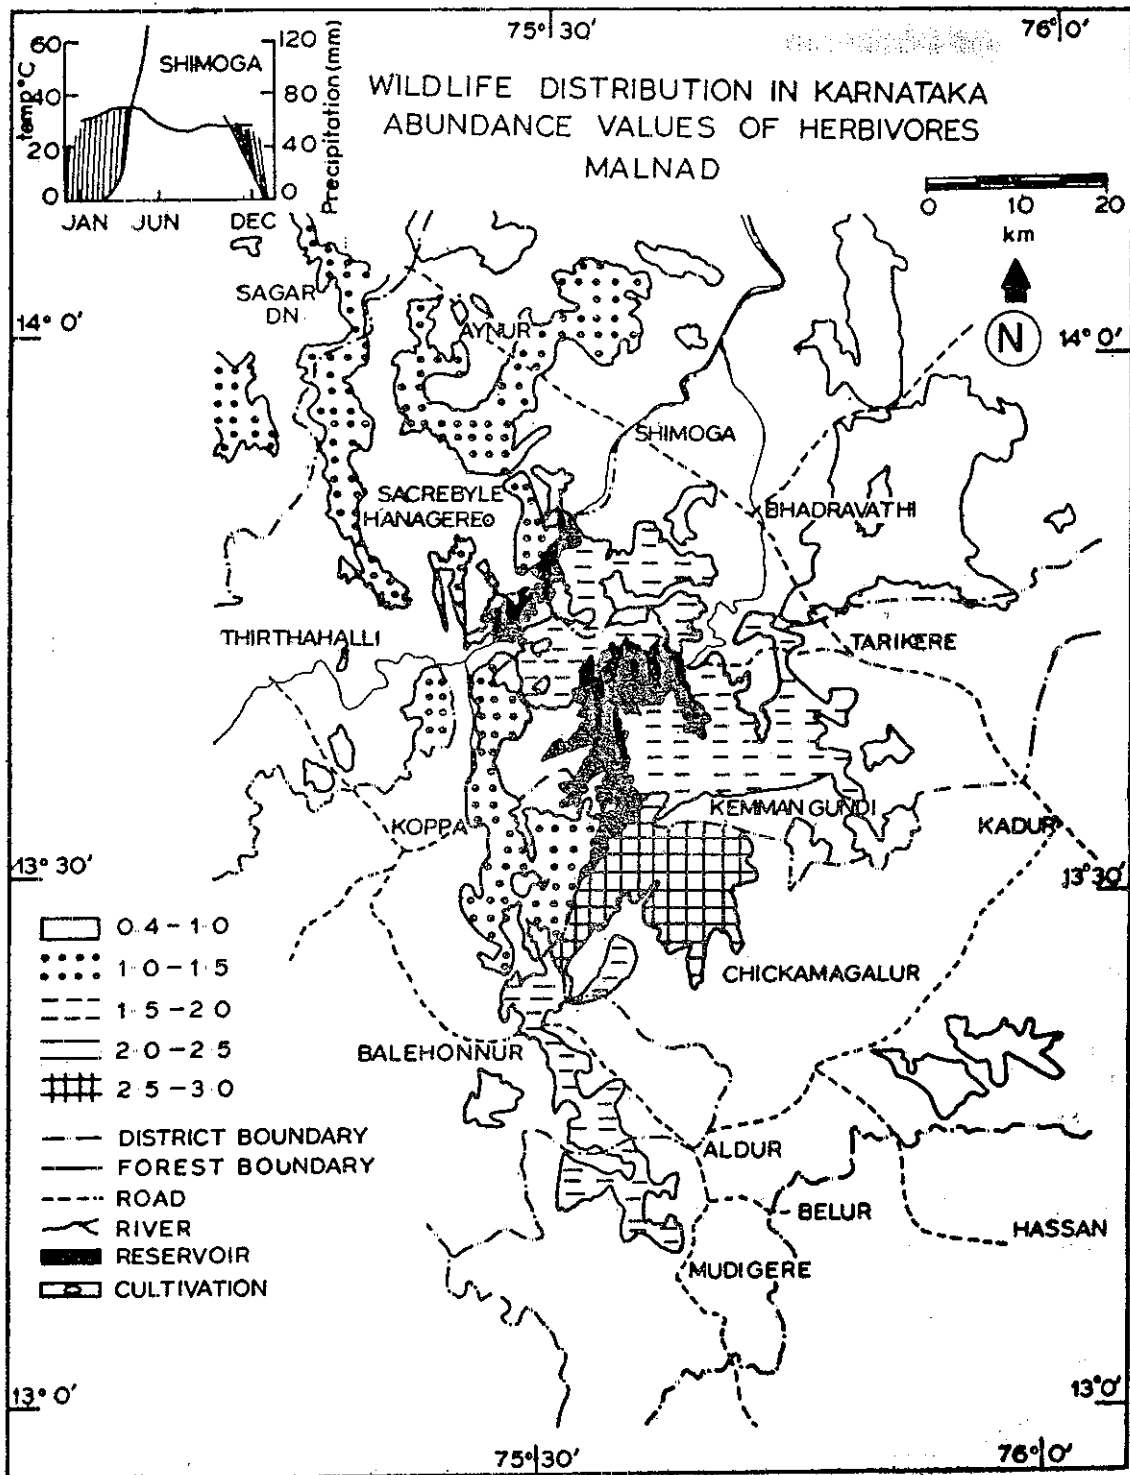 75° 30'
76° 0'
60
40
20
0
temp °C
SHIMOGA
120
80
40
0
Precipitation (mm)
JAN JUN DEC
WILDLIFE DISTRIBUTION IN KARNATAKA
ABUNDANCE VALUES OF HERBIVORES
MALNAD
0 10 20
km
N
14° 0'
14° 0'
SAGAR
DN
AYNUR
SHIMOGA
SACREBYLE
HANAGERE
BHADRAVATHI
THIRTHAHALLI
TARIKERE
KEMMAN GUNDI
KOPPA
KADUR
13° 30'
13° 30'
CHICKAMAGALUR
BALEHONNUR
ALDUR
BELUR
HASSAN
MUDIGERE
0.4 - 1.0
1.0 - 1.5
1.5 - 2.0
2.0 - 2.5
2.5 - 3.0
DISTRICT BOUNDARY
FOREST BOUNDARY
ROAD
RIVER
RESERVOIR
CULTIVATION
13° 0'
13° 0'
75° 30'
76° 0'